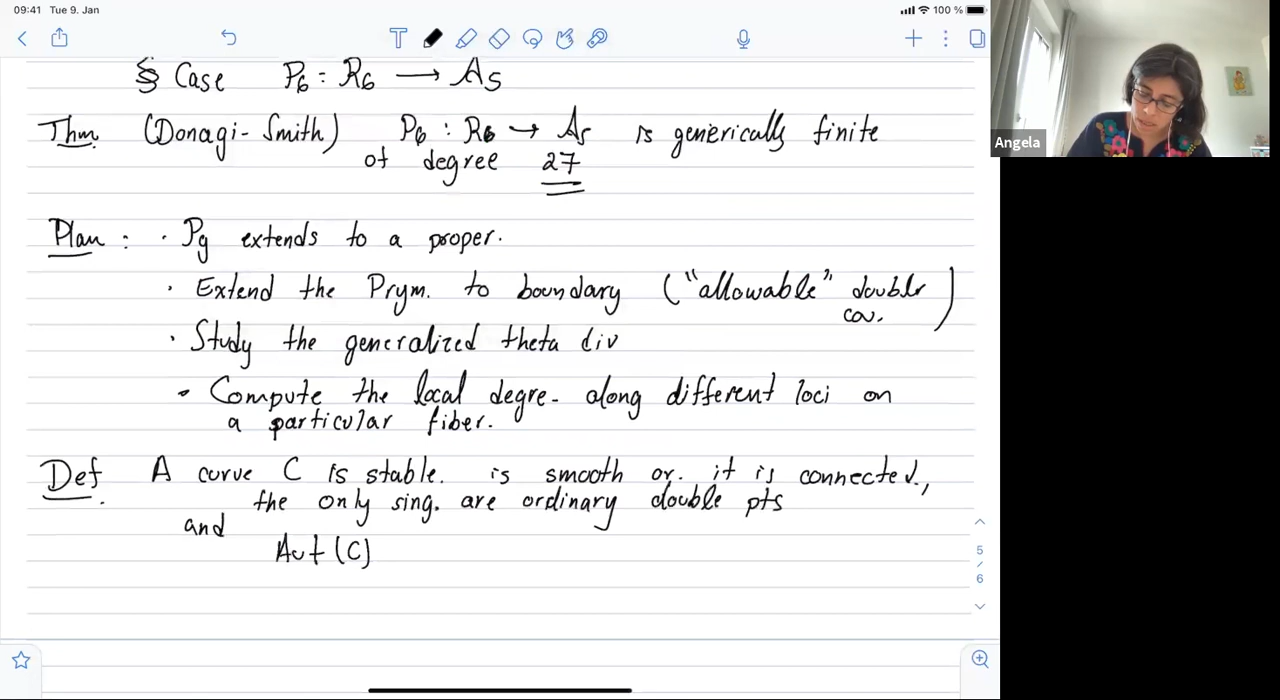 09:41 Tue 9. Jan
100 %
§ Case P6 : R6 → A5
Thm (Donagi-Smith) P6 : R6 → A5 is generically finite
of degree 27
Plan : · Pg extends to a proper.
· Extend the Prym. to boundary ("allowable" double
cov.)
· Study the generalized theta div
· Compute the local degre- along different loci on
a particular fiber.
Def A curve C is stable. is smooth or. it is connected,
the only sing. are ordinary double pts
and
Aut(C)
5
/
6
Angela